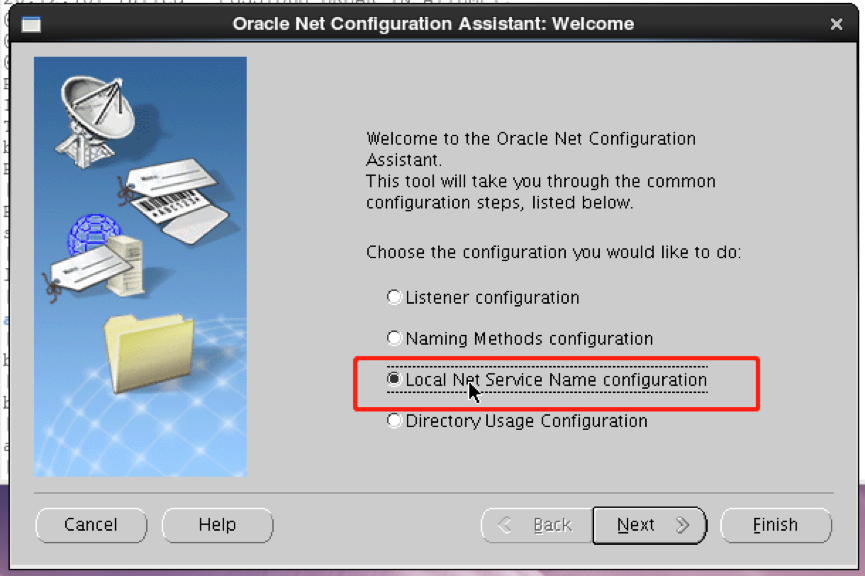 Oracle Net Configuration Assistant: Welcome
Welcome to the Oracle Net Configuration
Assistant.
This tool will take you through the common
configuration steps, listed below.
Choose the configuration you would like to do:
Listener configuration
Naming Methods configuration
Local Net Service Name configuration
Directory Usage Configuration
Cancel
Help
Back
Next
Finish